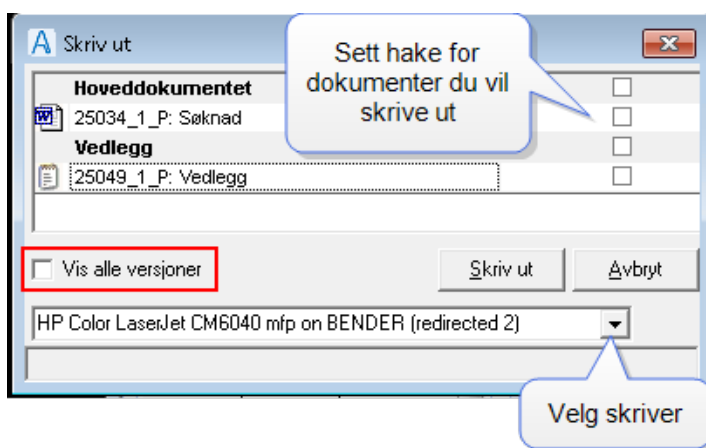 Skriv ut
Sett hake for
dokumenter du vil
skrive ut
Hoveddokumentet
25034_1_P: Søknad
Vedlegg
25049_1_P: Vedlegg
Vis alle versjoner
Skriv ut
Avbryt
HP Color LaserJet CM6040 mfp on BENDER (redirected 2)
Velg skriver